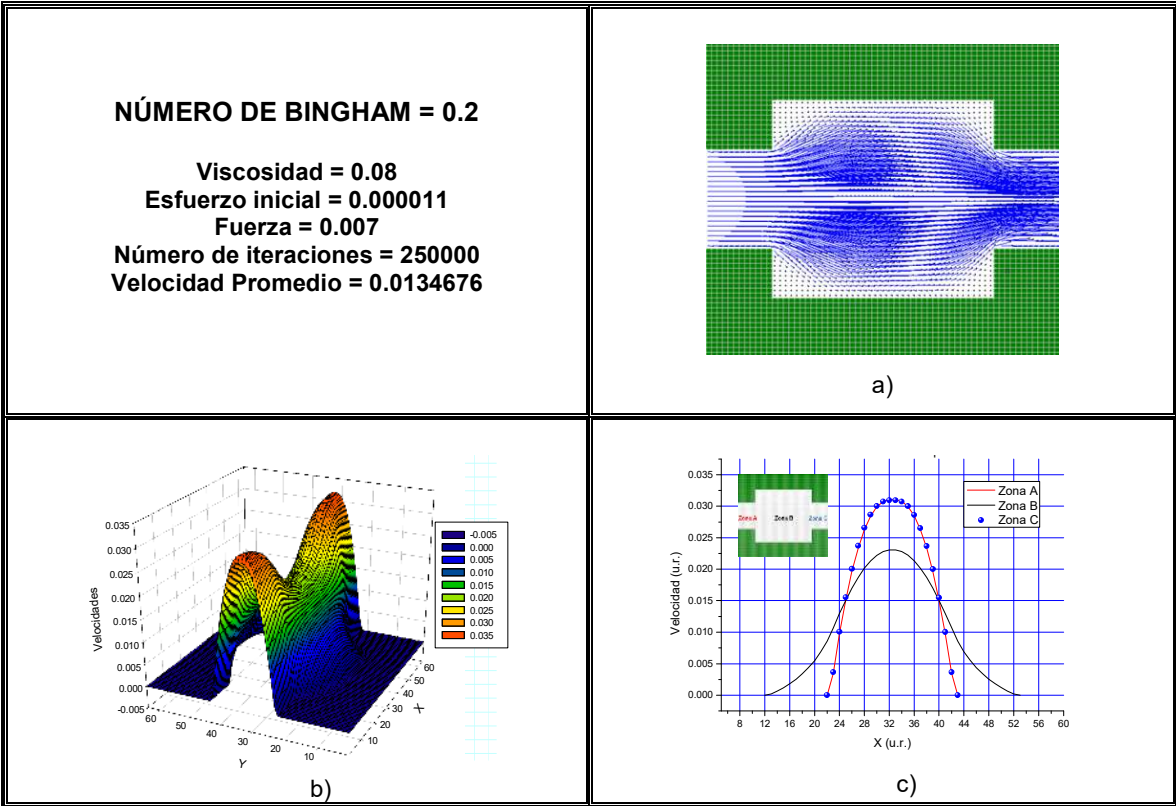 NÚMERO DE BINGHAM = 0.2
Viscosidad = 0.08
Esfuerzo inicial = 0.000011
Fuerza = 0.007
Número de iteraciones = 250000
Velocidad Promedio = 0.0134676
a)
0.035
0.030
0.025
0.020
0.015
0.010
0.005
0.000
-0.005
Velocidades
60
50
40
30
20
10
Y
10
20
30
40
50
60
X
-0.005
0.000
0.005
0.010
0.015
0.020
0.025
0.030
0.035
b)
0.035
0.030
0.025
0.020
0.015
0.010
0.005
0.000
Velocidad (u.r.)
Zona A
Zona B
Zona C
Zona A
Zona B
Zona C
8 12 16 20 24 28 32 36 40 44 48 52 56 60
X (u.r.)
c)